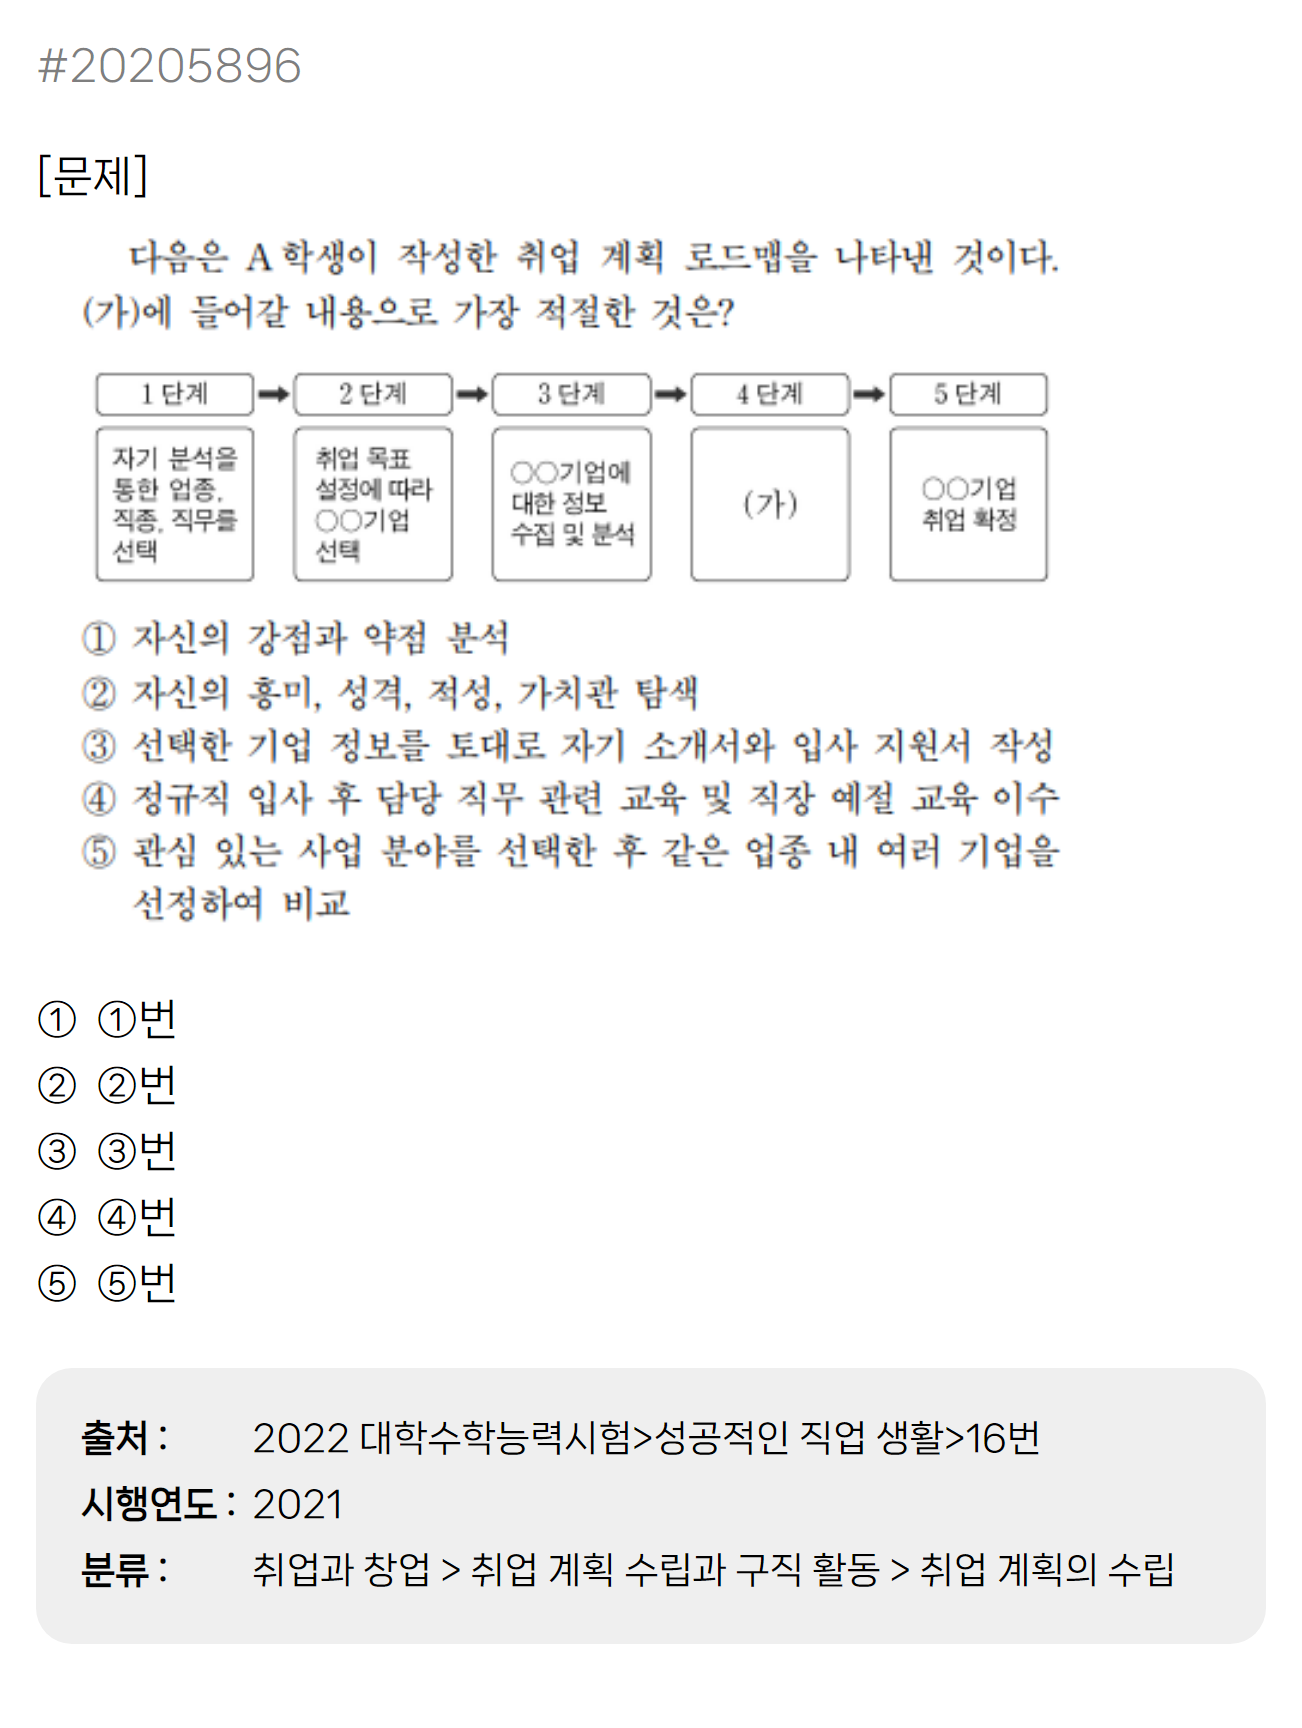 #20205896
[문제]
다음은 A 학생이 작성한 취업 계획 로드맵을 나타낸 것이다.
(가)에 들어갈 내용으로 가장 적절한 것은?
1 단계
2 단계
3 단계
4 단계
5 단계
자기 분석을
통한 업종,
직종, 직무를
선택
취업 목표
설정에 따라
○○기업
선택
○○기업에
대한 정보
수집 및 분석
(가)
○○기업
취업 확정
① 자신의 강점과 약점 분석
② 자신의 흥미, 성격, 적성, 가치관 탐색
③ 선택한 기업 정보를 토대로 자기 소개서와 입사 지원서 작성
④ 정규직 입사 후 담당 직무 관련 교육 및 직장 예절 교육 이수
⑤ 관심 있는 사업 분야를 선택한 후 같은 업종 내 여러 기업을
선정하여 비교
① ①번
② ②번
③ ③번
④ ④번
⑤ ⑤번
출처 : 2022 대학수학능력시험>성공적인 직업 생활>16번
시행연도 : 2021
분류 : 취업과 창업 > 취업 계획 수립과 구직 활동 > 취업 계획의 수립